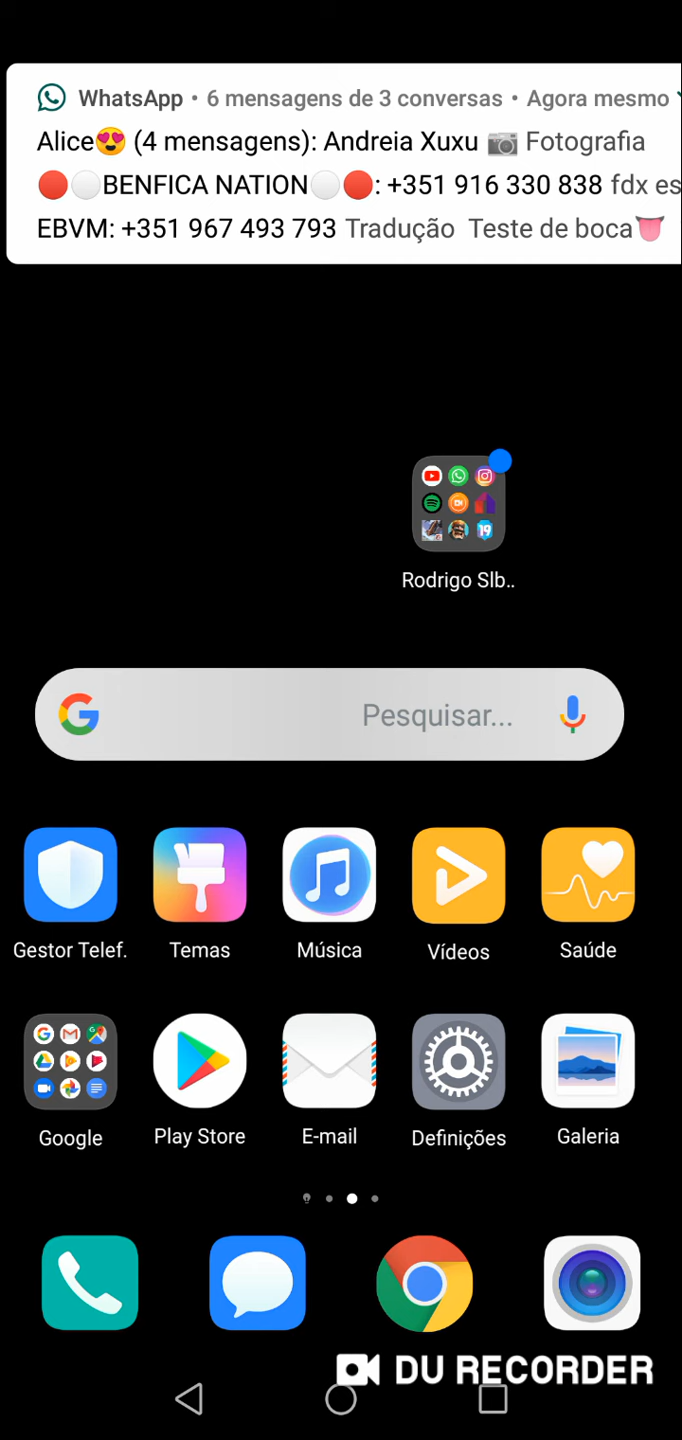 WhatsApp • 6 mensagens de 3 conversas • Agora mesmo
Alice😍 (4 mensagens): Andreia Xuxu 📷 Fotografia
🔴⚪BENFICA NATION⚪🔴: +351 916 330 838 fdx es
EBVM: +351 967 493 793 Tradução Teste de boca👅
19
Rodrigo Slb..
Pesquisar...
Gestor Telef.
Temas
Música
Vídeos
Saúde
Google
Play Store
E-mail
Definições
Galeria
DU RECORDER